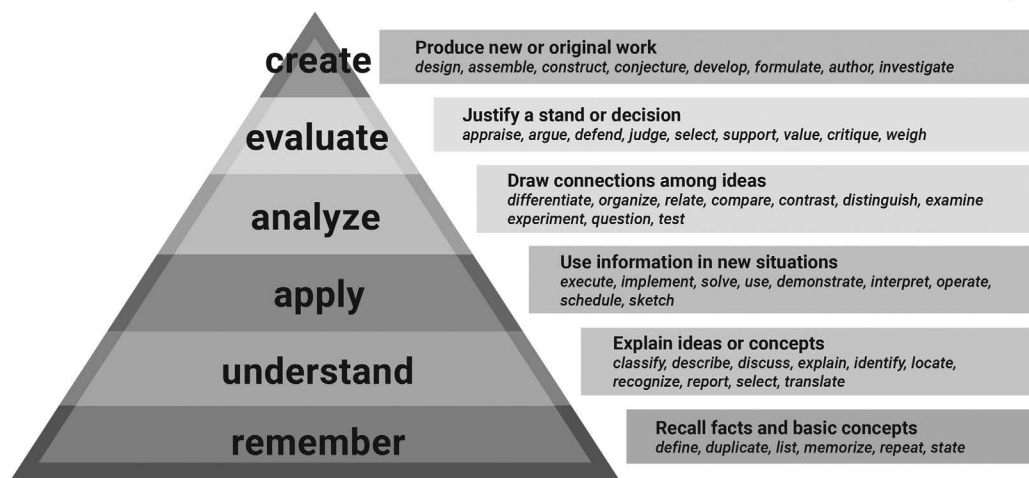 create
Produce new or original work
design, assemble, construct, conjecture, develop, formulate, author, investigate
evaluate
Justify a stand or decision
appraise, argue, defend, judge, select, support, value, critique, weigh
analyze
Draw connections among ideas
differentiate, organize, relate, compare, contrast, distinguish, examine
experiment, question, test
apply
Use information in new situations
execute, implement, solve, use, demonstrate, interpret, operate,
schedule, sketch
understand
Explain ideas or concepts
classify, describe, discuss, explain, identify, locate,
recognize, report, select, translate
remember
Recall facts and basic concepts
define, duplicate, list, memorize, repeat, state